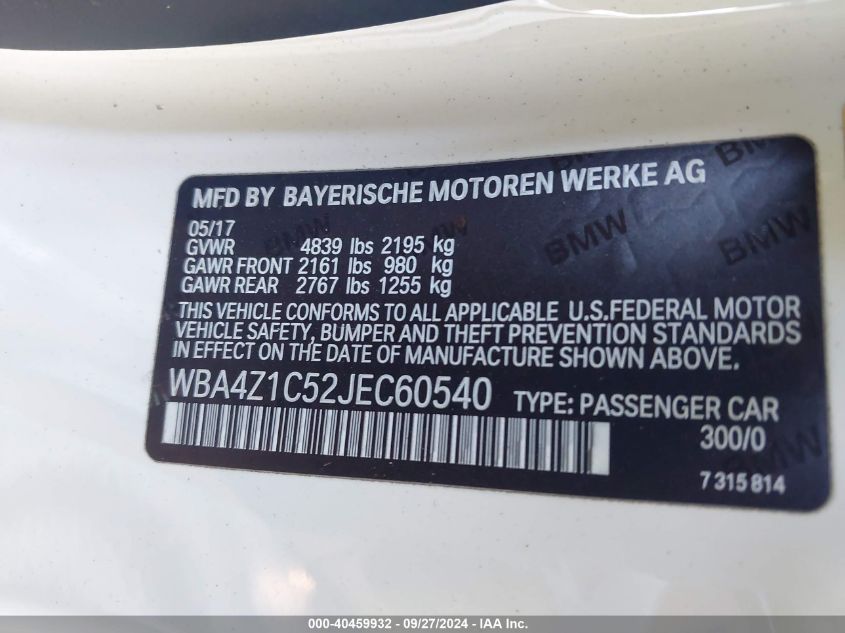 MFD BY BAYERISCHE MOTOREN WERKE AG
05/17
GVWR 4839 lbs 2195 kg
GAWR FRONT 2161 lbs 980 kg
GAWR REAR 2767 lbs 1255 kg
THIS VEHICLE CONFORMS TO ALL APPLICABLE U.S.FEDERAL MOTOR
VEHICLE SAFETY, BUMPER AND THEFT PREVENTION STANDARDS
IN EFFECT ON THE DATE OF MANUFACTURE SHOWN ABOVE.
WBA4Z1C52JEC60540 TYPE: PASSENGER CAR
300/0
7 315 814
000-40459932 - 09/27/2024 - IAA Inc.